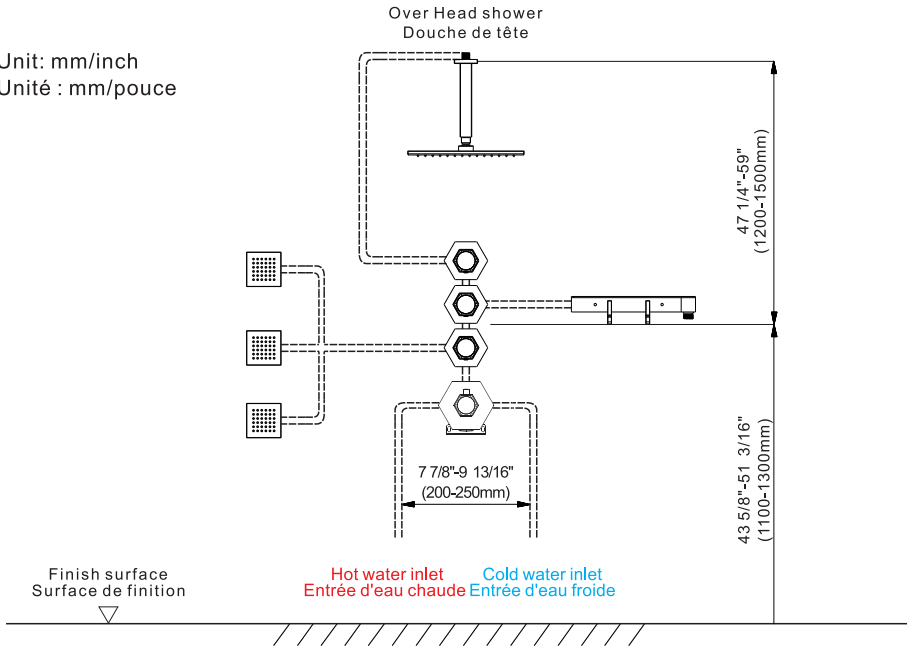 Over Head shower
Douche de tête
Unit: mm/inch
Unité : mm/pouce
47 1/4"-59"
(1200-1500mm)
43 5/8"-51 3/16"
(1100-1300mm)
7 7/8"-9 13/16"
(200-250mm)
Finish surface
Surface de finition
Hot water inlet
Entrée d'eau chaude
Cold water inlet
Entrée d'eau froide